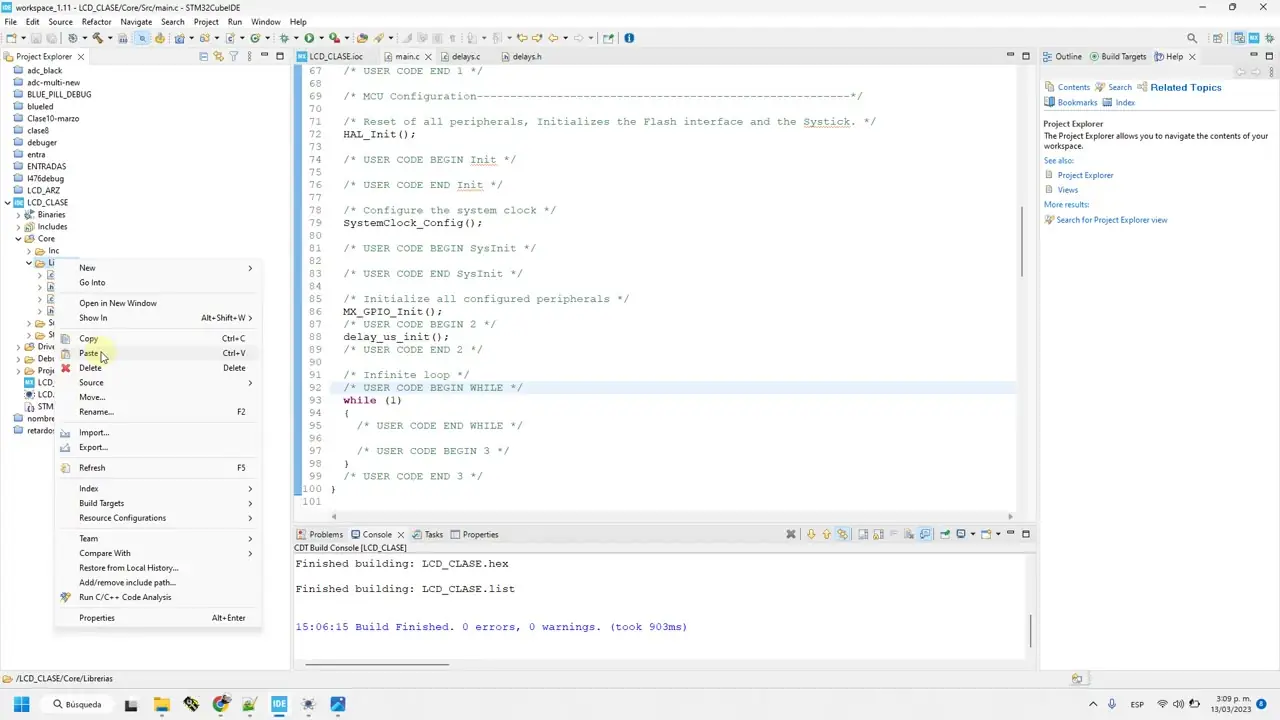 workspace_1.11 - LCD_CLASE/Core/Src/main.c - STM32CubeIDE
File Edit Source Refactor Navigate Search Project Run Window Help
Project Explorer
adc_black
adc-multi-new
BLUE_PILL_DEBUG
blueled
Clase10-marzo
clase8
debuger
entra
ENTRADAS
l476debug
LCD_ARZ
LCD_CLASE
Binaries
Includes
Core
Inc
New
Go Into
Open in New Window
Show In Alt+Shift+W
Copy Ctrl+C
Paste Ctrl+V
Delete Delete
Source
Move...
Rename... F2
Import...
Export...
Refresh F5
Index
Build Targets
Resource Configurations
Team
Compare With
Restore from Local History...
Add/remove include path...
Run C/C++ Code Analysis
Properties Alt+Enter
LCD_CLASE.ioc main.c delays.c delays.h
67 /* USER CODE END 1 */
68
69 /* MCU Configuration--------------------------------------------------------*/
70
71 /* Reset of all peripherals, Initializes the Flash interface and the Systick. */
72 HAL_Init();
73
74 /* USER CODE BEGIN Init */
75
76 /* USER CODE END Init */
77
78 /* Configure the system clock */
79 SystemClock_Config();
80
81 /* USER CODE BEGIN SysInit */
82
83 /* USER CODE END SysInit */
84
85 /* Initialize all configured peripherals */
86 MX_GPIO_Init();
87 /* USER CODE BEGIN 2 */
88 delay_us_init();
89 /* USER CODE END 2 */
90
91 /* Infinite loop */
92 /* USER CODE BEGIN WHILE */
93 while (1)
94 {
95 /* USER CODE END WHILE */
96
97 /* USER CODE BEGIN 3 */
98 }
99 /* USER CODE END 3 */
100 }
101
Problems Console Tasks Properties
CDT Build Console [LCD_CLASE]
Finished building: LCD_CLASE.hex
Finished building: LCD_CLASE.list
15:06:15 Build Finished. 0 errors, 0 warnings. (took 903ms)
Outline Build Targets Help
Contents Search Related Topics
Bookmarks Index
Project Explorer
The Project Explorer allows you to navigate the contents of your
workspace.
See also:
Project Explorer
Views
More results:
Search for Project Explorer view
/LCD_CLASE/Core/Librerias
Búsqueda
ESP
3:09 p. m.
13/03/2023